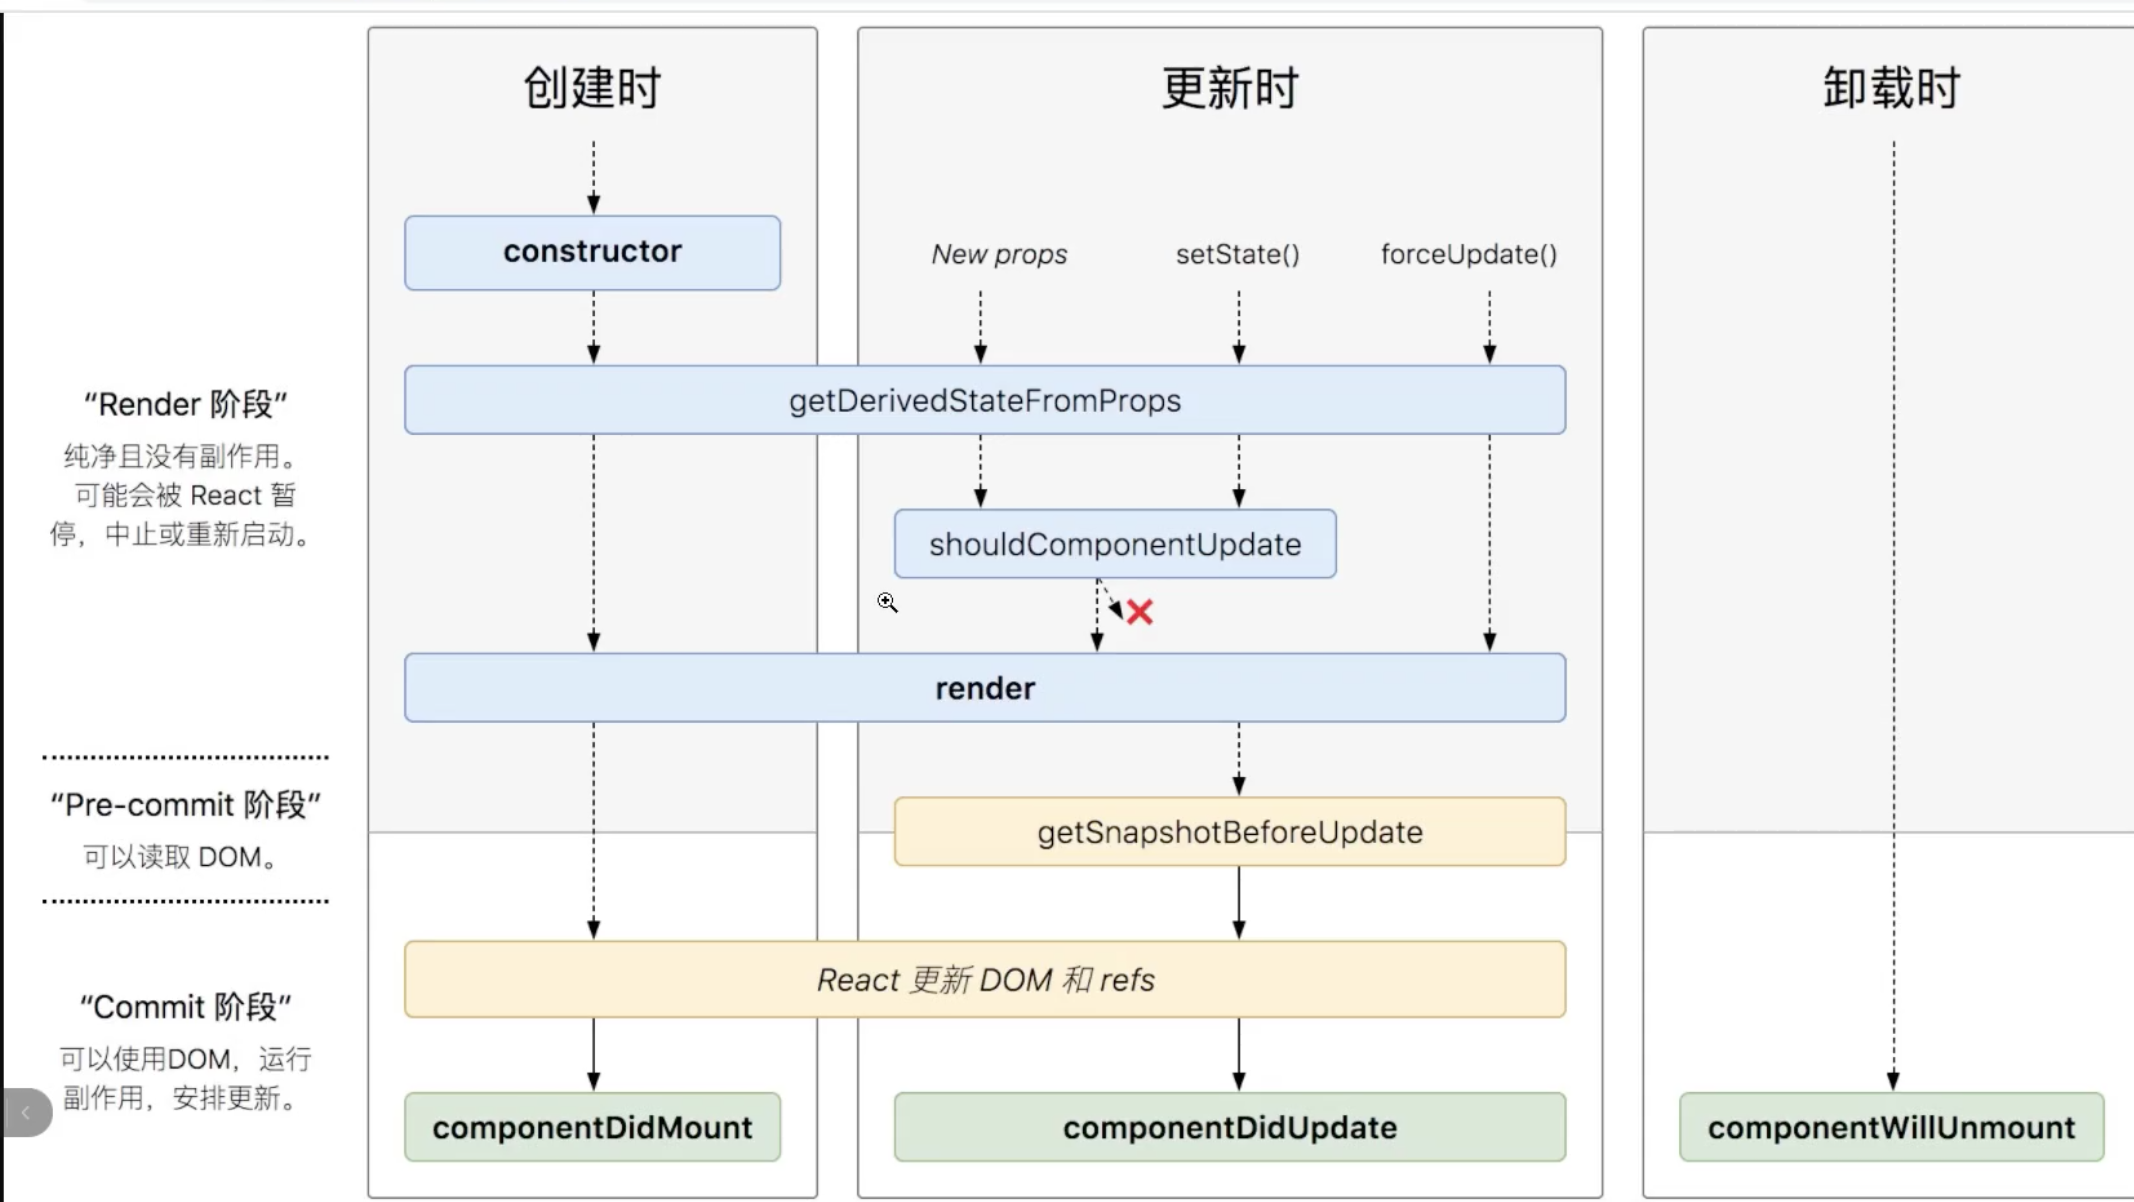 创建时
更新时
卸载时
constructor
New props
setState()
forceUpdate()
“Render 阶段”
纯净且没有副作用。
可能会被 React 暂
停，中止或重新启动。
getDerivedStateFromProps
shouldComponentUpdate
render
“Pre-commit 阶段”
可以读取 DOM。
getSnapshotBeforeUpdate
React 更新 DOM 和 refs
“Commit 阶段”
可以使用DOM，运行
副作用，安排更新。
componentDidMount
componentDidUpdate
componentWillUnmount